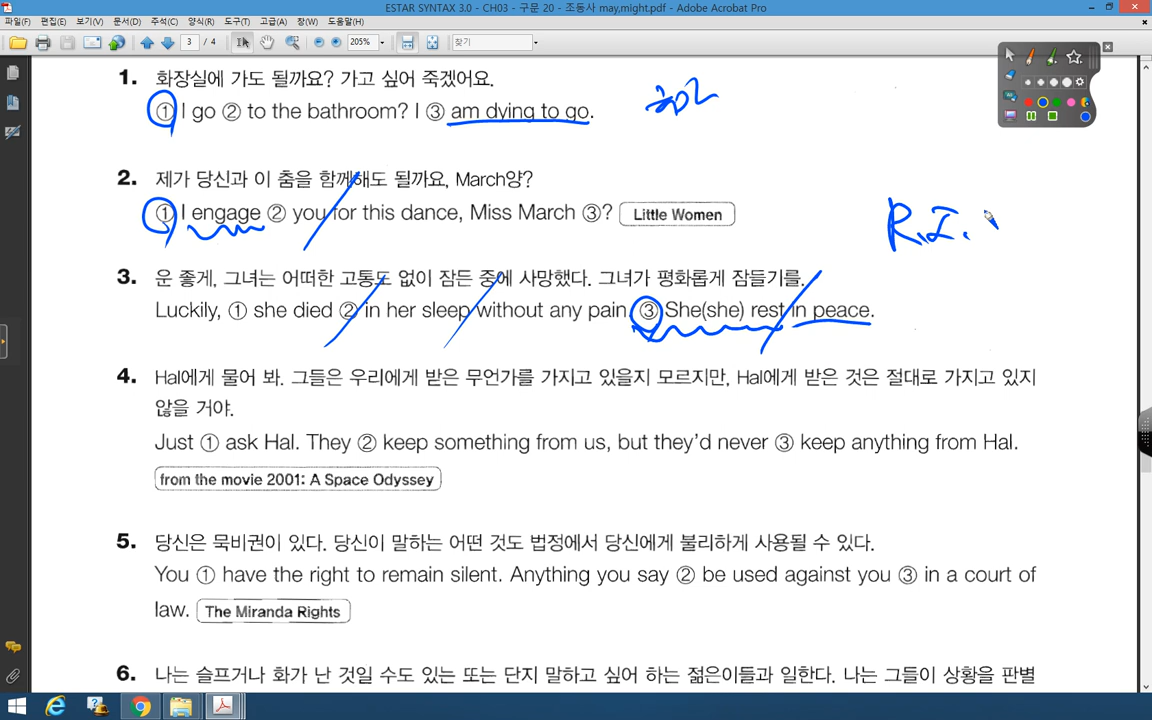 ESTAR SYNTAX 3.0 - CH03 - 구문 20 - 조동사 may,might.pdf - Adobe Acrobat Pro
파일(F) 편집(E) 보기(V) 문서(D) 주석(C) 양식(R) 도구(T) 고급(A) 창(W) 도움말(H)
3 / 4 205% 찾기
1. 화장실에 가도 될까요? 가고 싶어 죽겠어요.
① I go ② to the bathroom? I ③ am dying to go.
2. 제가 당신과 이 춤을 함께해도 될까요, March양?
① I engage ② you for this dance, Miss March ③? Little Women
R.I.
3. 운 좋게, 그녀는 어떠한 고통도 없이 잠든 중에 사망했다. 그녀가 평화롭게 잠들기를.
Luckily, ① she died ② in her sleep without any pain. ③ She(she) rest in peace.
4. Hal에게 물어 봐. 그들은 우리에게 받은 무언가를 가지고 있을지 모르지만, Hal에게 받은 것은 절대로 가지고 있지
않을 거야.
Just ① ask Hal. They ② keep something from us, but they'd never ③ keep anything from Hal.
from the movie 2001: A Space Odyssey
5. 당신은 묵비권이 있다. 당신이 말하는 어떤 것도 법정에서 당신에게 불리하게 사용될 수 있다.
You ① have the right to remain silent. Anything you say ② be used against you ③ in a court of
law. The Miranda Rights
6. 나는 슬프거나 화가 난 것일 수도 있는 또는 단지 말하고 싶어 하는 젊은이들과 일한다. 나는 그들이 상황을 판별